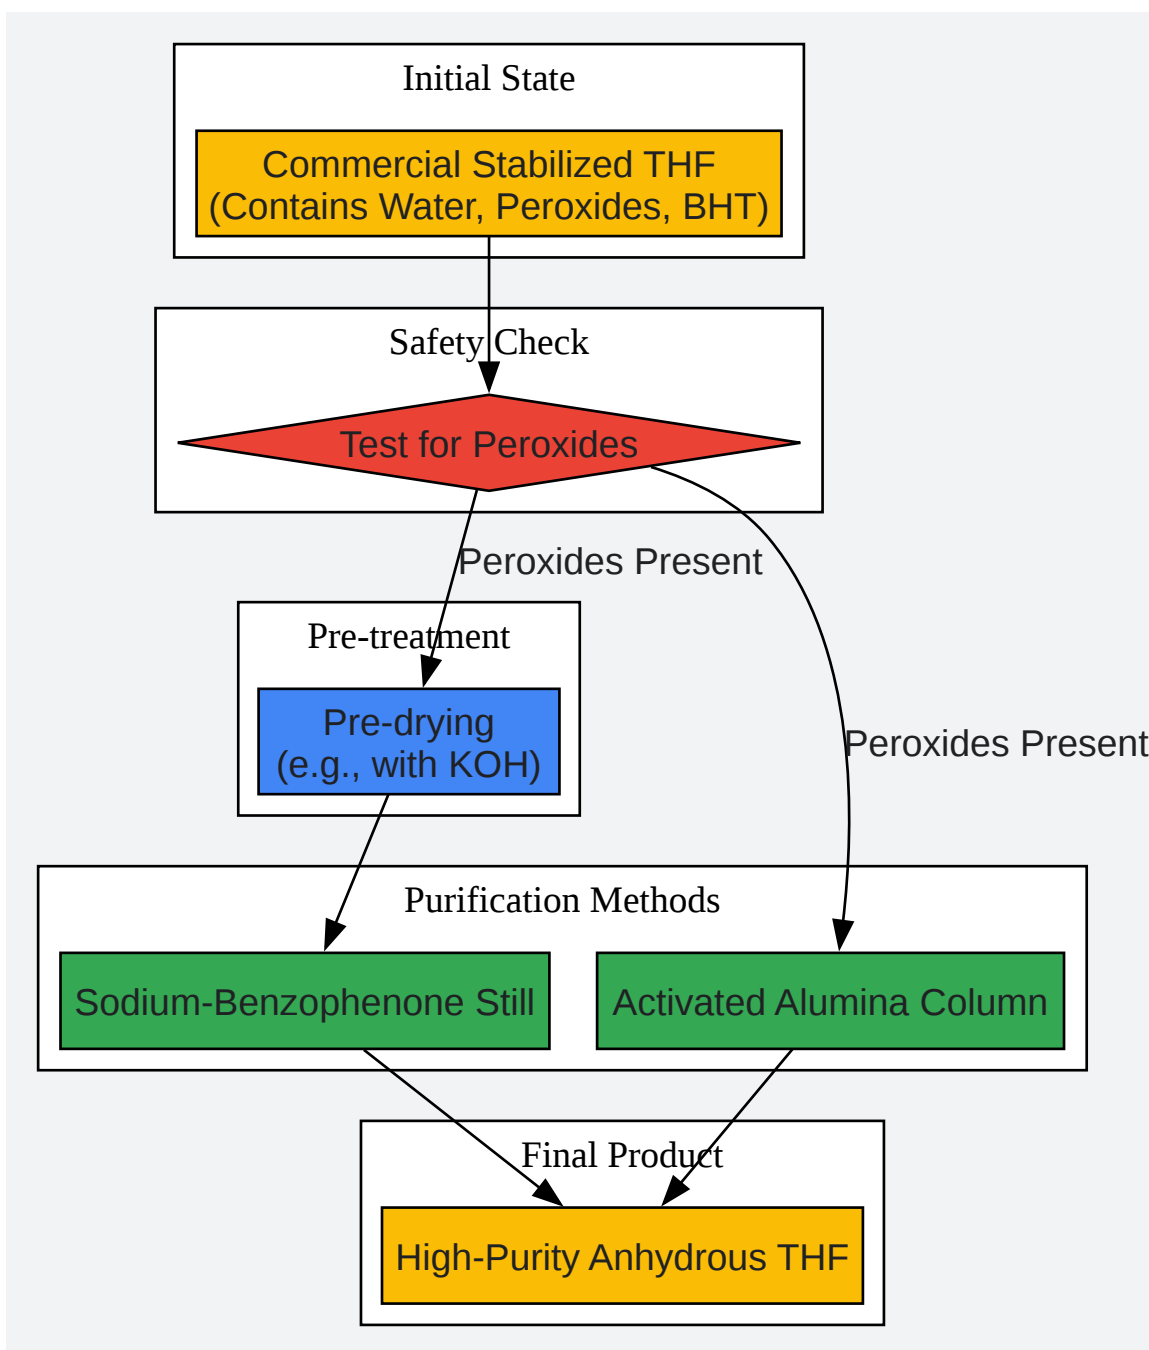 Initial State
Commercial Stabilized THF
(Contains Water, Peroxides, BHT)
Safety Check
Test for Peroxides
Peroxides Present
Pre-treatment
Pre-drying
(e.g., with KOH)
Peroxides Present
Purification Methods
Sodium-Benzophenone Still
Activated Alumina Column
Final Product
High-Purity Anhydrous THF